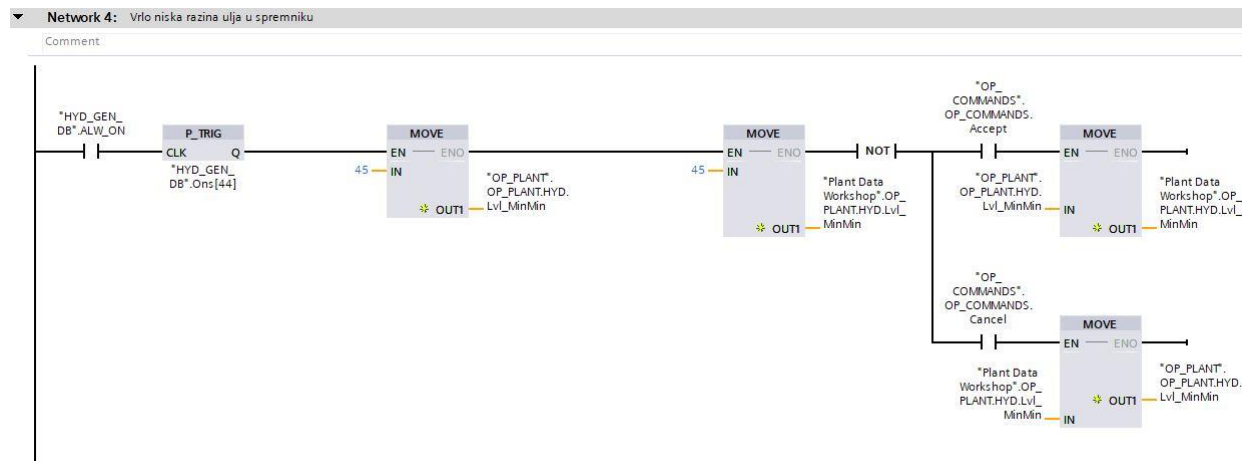 Network 4: Vrlo niska razina ulja u spremniku
Comment
"HYD_GEN_
DB".ALW_ON
P_TRIG
CLK Q
"HYD_GEN_
DB".Ons[44]
MOVE
EN ENO
45 IN
OUT1
"OP_PLANT".
OP_PLANT.HYD.
Lvl_MinMin
MOVE
EN ENO
45 IN
OUT1
"Plant Data
Workshop".OP_
PLANT.HYD.Lvl_
MinMin
NOT
"OP_
COMMANDS".
OP_COMMANDS.
Accept
MOVE
EN ENO
"OP_PLANT".
OP_PLANT.HYD.
Lvl_MinMin
IN
OUT1
"Plant Data
Workshop".OP_
PLANT.HYD.Lvl_
MinMin
"OP_
COMMANDS".
OP_COMMANDS.
Cancel
MOVE
EN ENO
"Plant Data
Workshop".OP_
PLANT.HYD.Lvl_
MinMin
IN
OUT1
"OP_PLANT".
OP_PLANT.HYD.
Lvl_MinMin